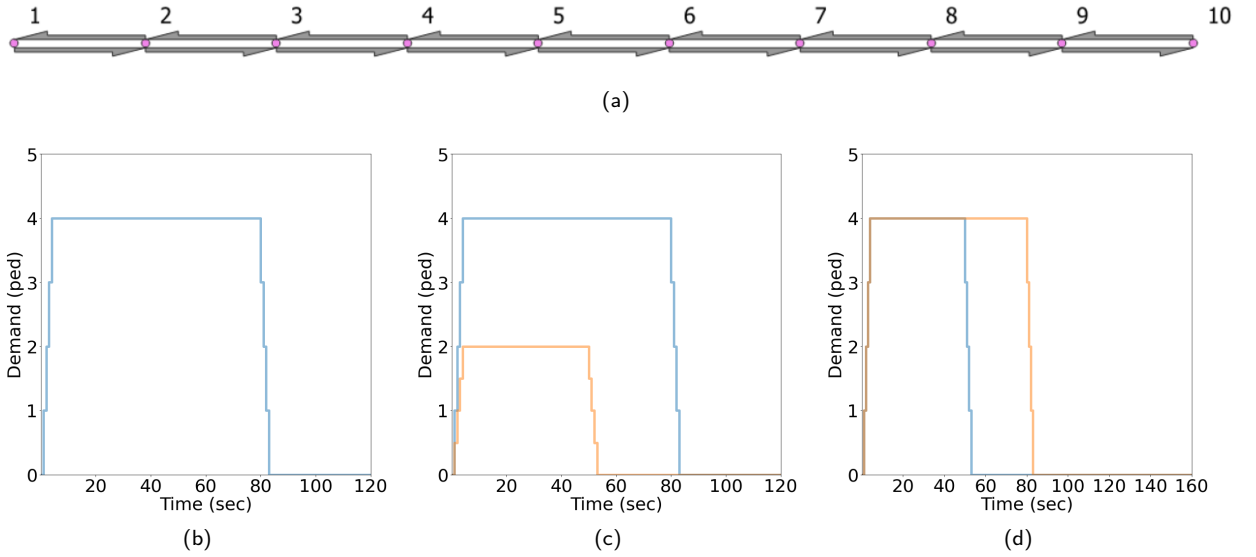 1 2 3 4 5 6 7 8 9 10
(a)
5 5 5
4 4 4
3 3 3
2 2 2
1 1 1
0 0 0
Demand (ped) Demand (ped) Demand (ped)
20 40 60 80 100 120 20 40 60 80 100 120 20 40 60 80 100 120 140 160
Time (sec) Time (sec) Time (sec)
(b) (c) (d)